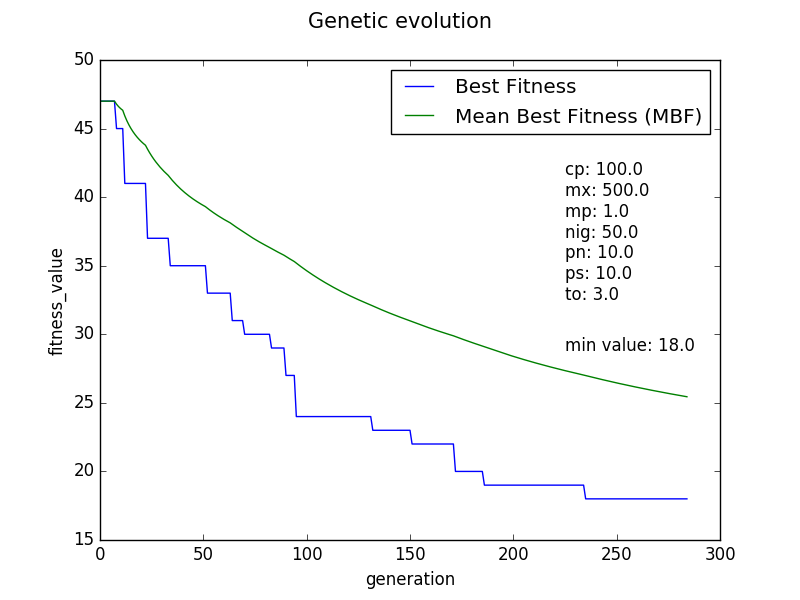 Genetic evolution
Best Fitness
Mean Best Fitness (MBF)
cp: 100.0
mx: 500.0
mp: 1.0
nig: 50.0
pn: 10.0
ps: 10.0
to: 3.0
min value: 18.0
50
45
40
35
30
25
20
15
fitness_value
0
50
100
150
200
250
300
generation